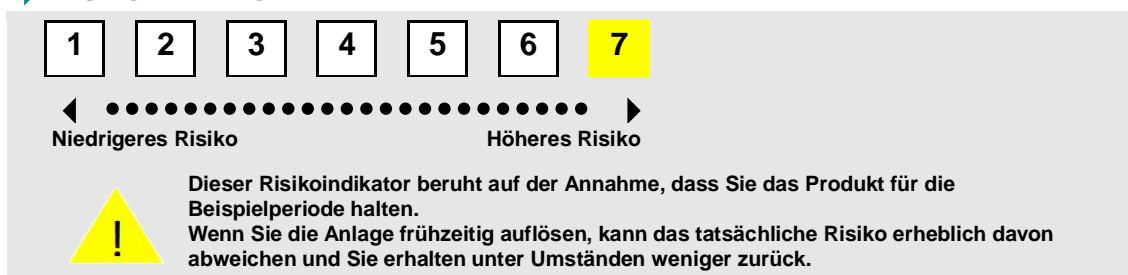 1 2 3 4 5 6 7
Niedrigeres Risiko Höheres Risiko
Dieser Risikoindikator beruht auf der Annahme, dass Sie das Produkt für die
Beispielperiode halten.
! Wenn Sie die Anlage frühzeitig auflösen, kann das tatsächliche Risiko erheblich davon
abweichen und Sie erhalten unter Umständen weniger zurück.